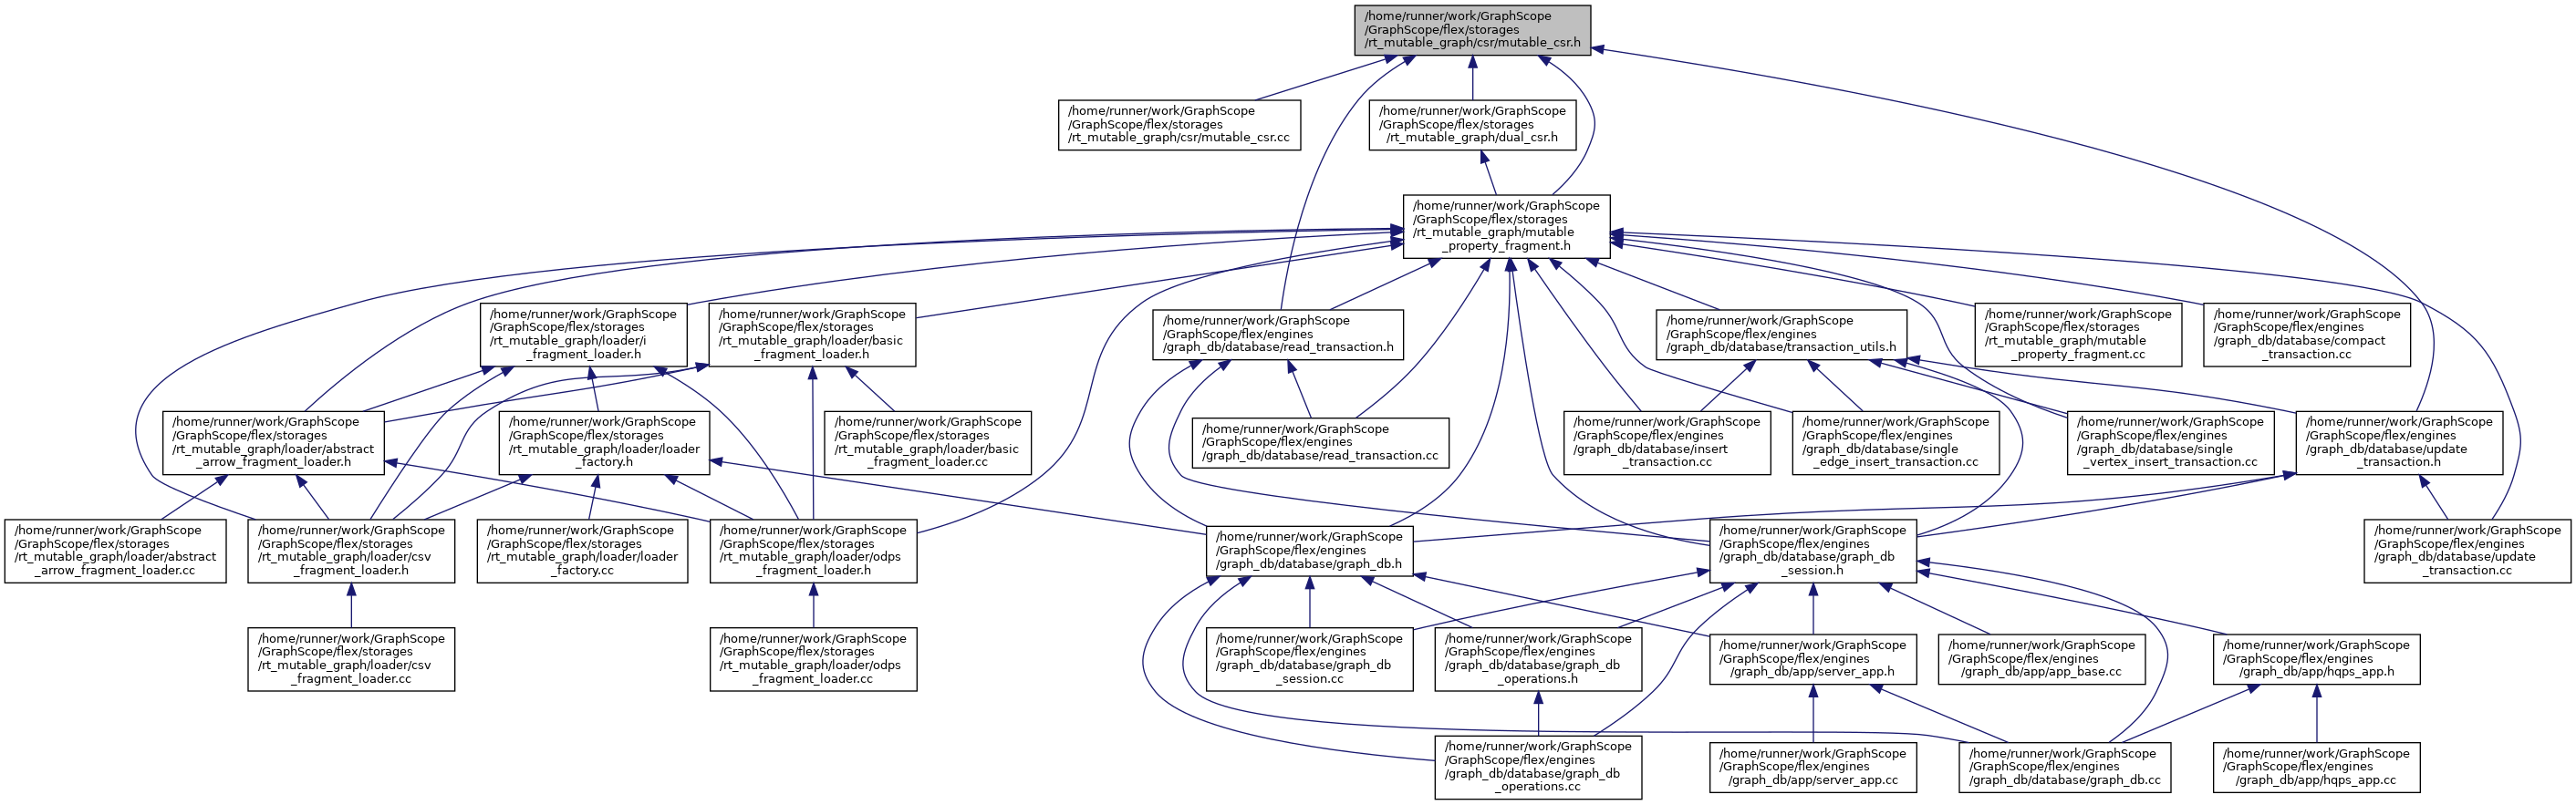 /home/runner/work/GraphScope
/GraphScope/flex/storages
/rt_mutable_graph/csr/mutable_csr.h
/home/runner/work/GraphScope
/GraphScope/flex/storages
/rt_mutable_graph/csr/mutable_csr.cc
/home/runner/work/GraphScope
/GraphScope/flex/storages
/rt_mutable_graph/dual_csr.h
/home/runner/work/GraphScope
/GraphScope/flex/storages
/rt_mutable_graph/mutable
_property_fragment.h
/home/runner/work/GraphScope
/GraphScope/flex/storages
/rt_mutable_graph/loader/i
_fragment_loader.h
/home/runner/work/GraphScope
/GraphScope/flex/storages
/rt_mutable_graph/loader/basic
_fragment_loader.h
/home/runner/work/GraphScope
/GraphScope/flex/engines
/graph_db/database/read_transaction.h
/home/runner/work/GraphScope
/GraphScope/flex/engines
/graph_db/database/transaction_utils.h
/home/runner/work/GraphScope
/GraphScope/flex/storages
/rt_mutable_graph/mutable
_property_fragment.cc
/home/runner/work/GraphScope
/GraphScope/flex/engines
/graph_db/database/compact
_transaction.cc
/home/runner/work/GraphScope
/GraphScope/flex/storages
/rt_mutable_graph/loader/abstract
_arrow_fragment_loader.h
/home/runner/work/GraphScope
/GraphScope/flex/storages
/rt_mutable_graph/loader/loader
_factory.h
/home/runner/work/GraphScope
/GraphScope/flex/storages
/rt_mutable_graph/loader/basic
_fragment_loader.cc
/home/runner/work/GraphScope
/GraphScope/flex/engines
/graph_db/database/read_transaction.cc
/home/runner/work/GraphScope
/GraphScope/flex/engines
/graph_db/database/insert
_transaction.cc
/home/runner/work/GraphScope
/GraphScope/flex/engines
/graph_db/database/single
_edge_insert_transaction.cc
/home/runner/work/GraphScope
/GraphScope/flex/engines
/graph_db/database/single
_vertex_insert_transaction.cc
/home/runner/work/GraphScope
/GraphScope/flex/engines
/graph_db/database/update
_transaction.h
/home/runner/work/GraphScope
/GraphScope/flex/storages
/rt_mutable_graph/loader/abstract
_arrow_fragment_loader.cc
/home/runner/work/GraphScope
/GraphScope/flex/storages
/rt_mutable_graph/loader/csv
_fragment_loader.h
/home/runner/work/GraphScope
/GraphScope/flex/storages
/rt_mutable_graph/loader/loader
_factory.cc
/home/runner/work/GraphScope
/GraphScope/flex/storages
/rt_mutable_graph/loader/odps
_fragment_loader.h
/home/runner/work/GraphScope
/GraphScope/flex/engines
/graph_db/database/graph_db.h
/home/runner/work/GraphScope
/GraphScope/flex/engines
/graph_db/database/graph_db
_session.h
/home/runner/work/GraphScope
/GraphScope/flex/engines
/graph_db/database/update
_transaction.cc
/home/runner/work/GraphScope
/GraphScope/flex/storages
/rt_mutable_graph/loader/csv
_fragment_loader.cc
/home/runner/work/GraphScope
/GraphScope/flex/storages
/rt_mutable_graph/loader/odps
_fragment_loader.cc
/home/runner/work/GraphScope
/GraphScope/flex/engines
/graph_db/database/graph_db
_session.cc
/home/runner/work/GraphScope
/GraphScope/flex/engines
/graph_db/database/graph_db
_operations.h
/home/runner/work/GraphScope
/GraphScope/flex/engines
/graph_db/app/server_app.h
/home/runner/work/GraphScope
/GraphScope/flex/engines
/graph_db/app/app_base.cc
/home/runner/work/GraphScope
/GraphScope/flex/engines
/graph_db/app/hqps_app.h
/home/runner/work/GraphScope
/GraphScope/flex/engines
/graph_db/database/graph_db
_operations.cc
/home/runner/work/GraphScope
/GraphScope/flex/engines
/graph_db/app/server_app.cc
/home/runner/work/GraphScope
/GraphScope/flex/engines
/graph_db/database/graph_db.cc
/home/runner/work/GraphScope
/GraphScope/flex/engines
/graph_db/app/hqps_app.cc